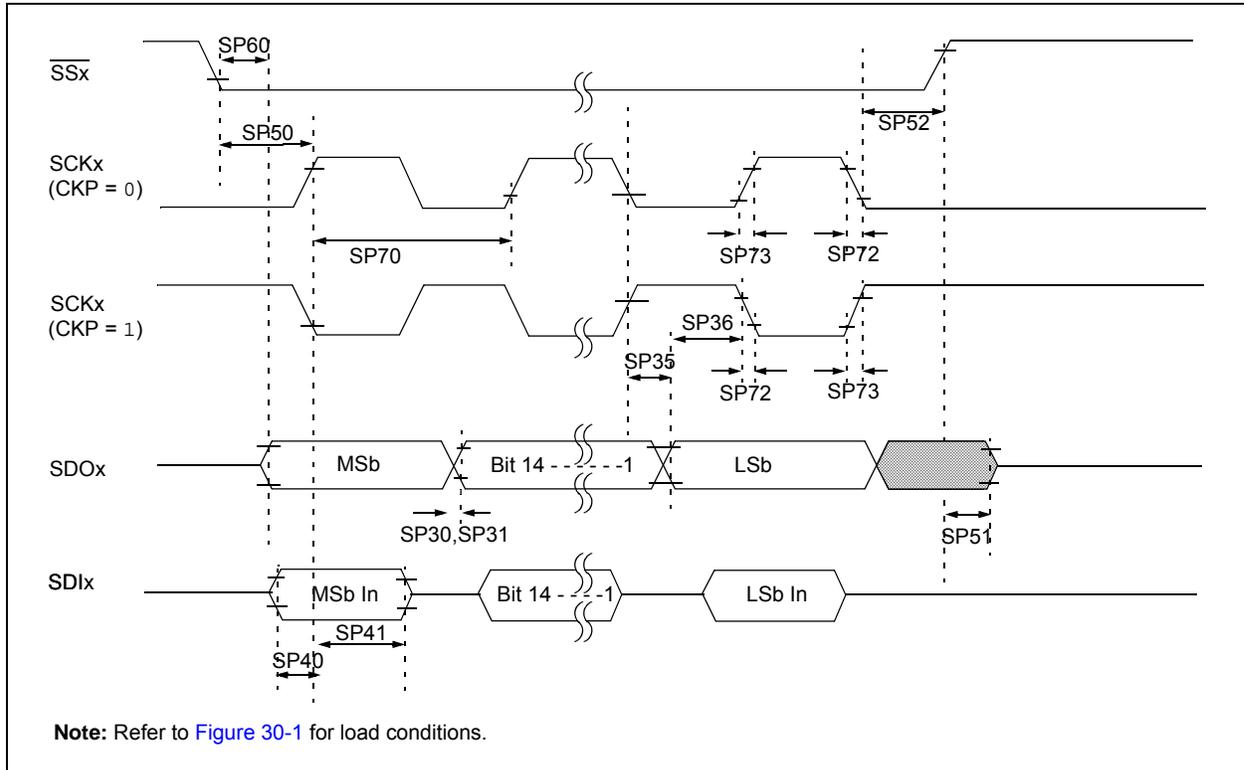 SP60
SSx
SP52
SP50
SCKx
(CKP = 0)
SP70
SP73
SP72
SCKx
(CKP = 1)
SP36
SP35
SP72
SP73
SDOx
MSb
Bit 14 - - - - - -1
LSb
SP30,SP31
SP51
SDIx
MSb In
Bit 14 - - - -1
LSb In
SP41
SP40
Note: Refer to Figure 30-1 for load conditions.